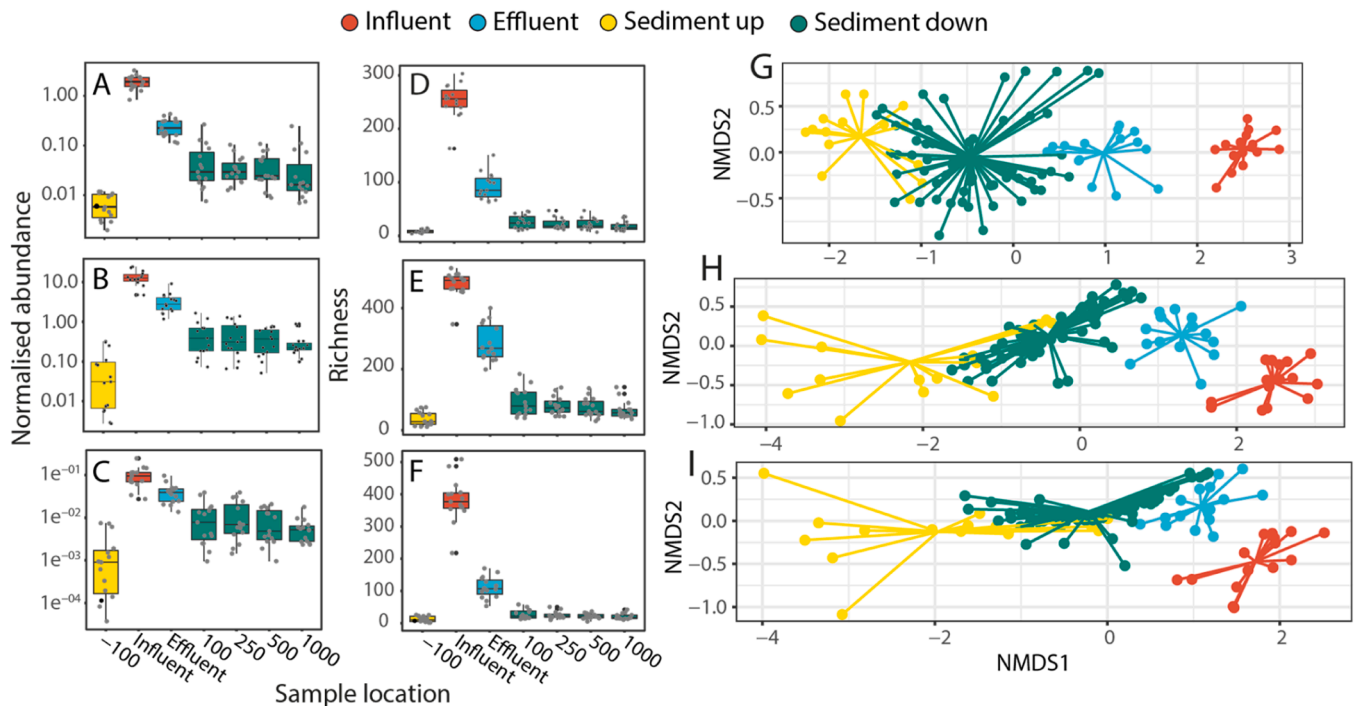 Influent Effluent Sediment up Sediment down
A
1.00
0.10
0.01
B
10.0
1.00
0.10
0.01
C
1e−01
1e−02
1e−03
1e−04
Normalised abundance
−100 Influent Effluent 100 250 500 1000
D
300
200
100
0
E
400
200
0
F
500
400
300
200
100
0
Richness
−100 Influent Effluent 100 250 500 1000
Sample location
G
NMDS2
0.5
0.0
−0.5
−2 −1 0 1 2 3
H
NMDS2
0.5
0.0
−0.5
−1.0
−4 −2 0 2
I
NMDS2
0.5
0.0
−0.5
−1.0
−4 −2 0 2
NMDS1